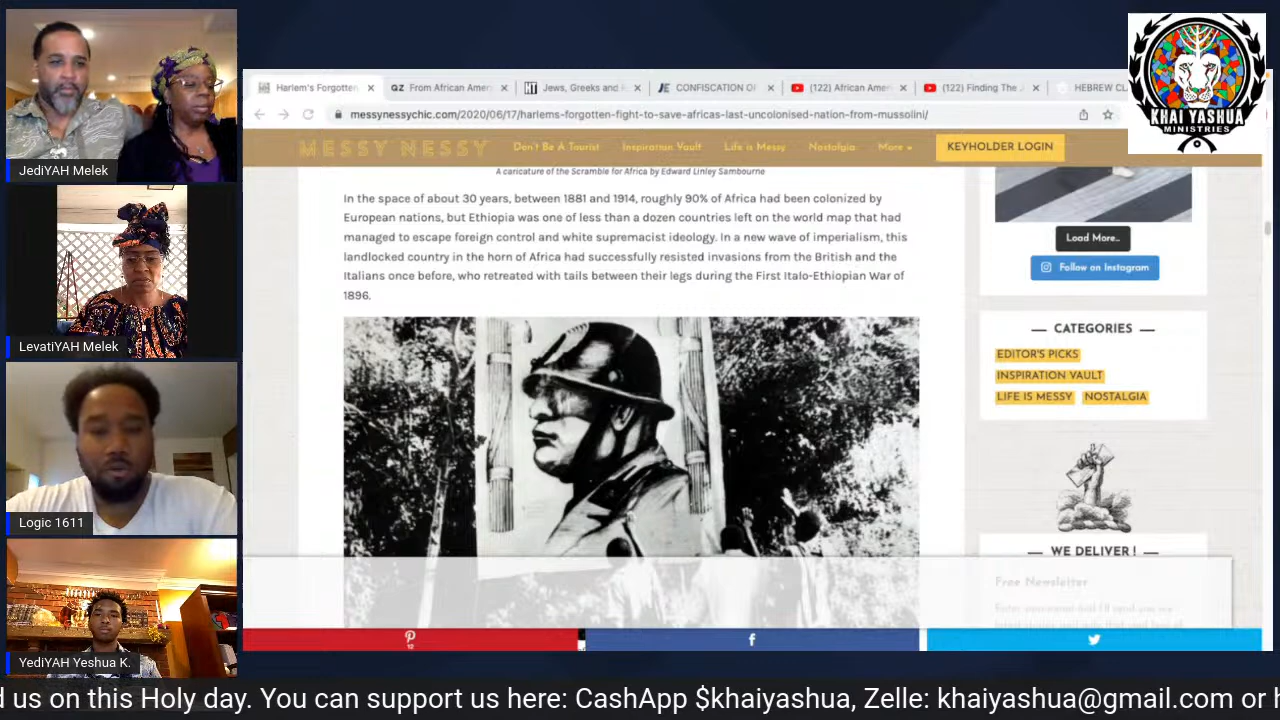 JediYAH Melek
LevatiYAH Melek
Logic 1611
YediYAH Yeshua K.
Harlem's Forgotten
QZ From African Amer
Jews, Greeks and
CONFISCATION OF
(122) African Ameri
(122) Finding The
HEBREW CL
messynessychic.com/2020/06/17/harlems-forgotten-fight-to-save-africas-last-uncolonised-nation-from-mussolini/
KHAI YASHUA
MINISTRIES
MESSY NESSY
Don't Be A Tourist
Inspiration Vault
Life is Messy
Nostalgia
More
KEYHOLDER LOGIN
A caricature of the Scramble for Africa by Edward Linley Sambourne
In the space of about 30 years, between 1881 and 1914, roughly 90% of Africa had been colonized by
European nations, but Ethiopia was one of less than a dozen countries left on the world map that had
managed to escape foreign control and white supremacist ideology. In a new wave of imperialism, this
landlocked country in the horn of Africa had successfully resisted invasions from the British and the
Italians once before, who retreated with tails between their legs during the First Italo-Ethiopian War of
1896.
Load More...
Follow on Instagram
CATEGORIES
EDITOR'S PICKS
INSPIRATION VAULT
LIFE IS MESSY NOSTALGIA
WE DELIVER!
Free Newsletter
12
d us on this Holy day. You can support us here: CashApp $khaiyashua, Zelle: khaiyashua@gmail.com or